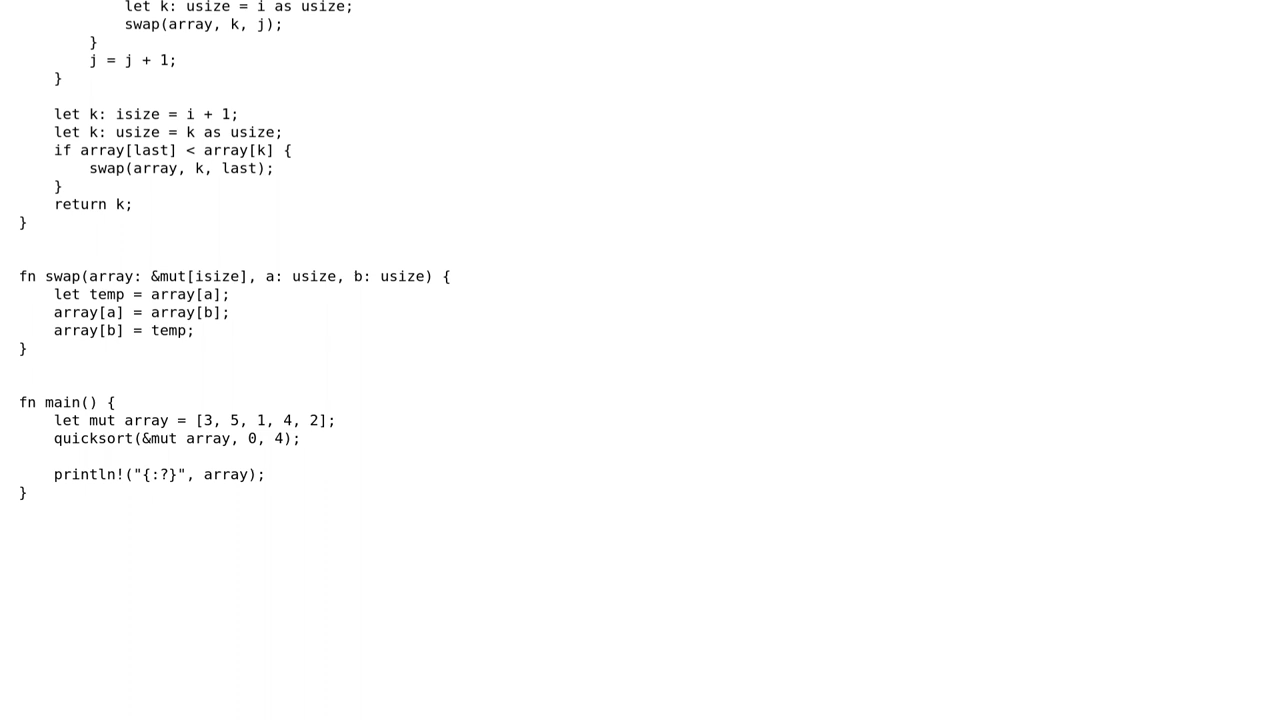 let k: usize = i as usize;
            swap(array, k, j);
        }
        j = j + 1;
    }

    let k: isize = i + 1;
    let k: usize = k as usize;
    if array[last] < array[k] {
        swap(array, k, last);
    }
    return k;
}


fn swap(array: &mut[isize], a: usize, b: usize) {
    let temp = array[a];
    array[a] = array[b];
    array[b] = temp;
}


fn main() {
    let mut array = [3, 5, 1, 4, 2];
    quicksort(&mut array, 0, 4);

    println!("{:?}", array);
}